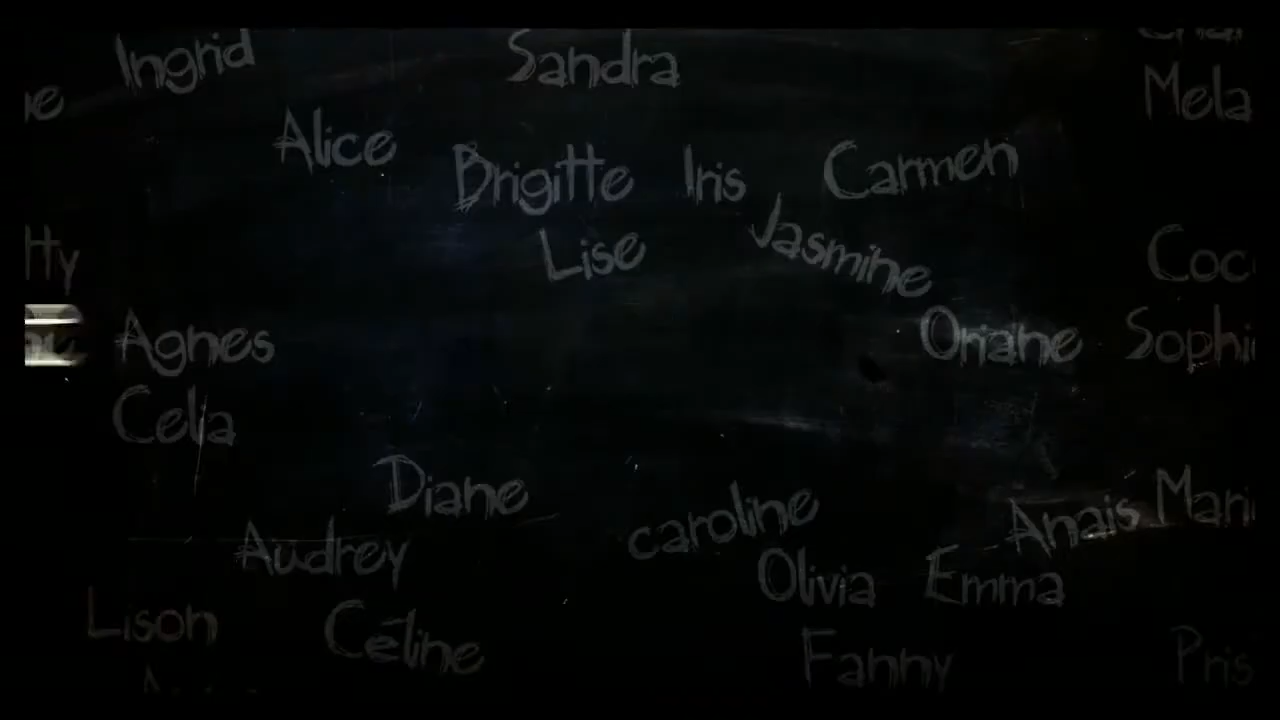 Ingrid
Sandra
Alice
Brigitte
Iris
Carmen
Lise
Jasmine
Agnes
Oriane
Celia
Diane
caroline
Anais
Audrey
Olivia
Emma
Lison
Céline
Fanny